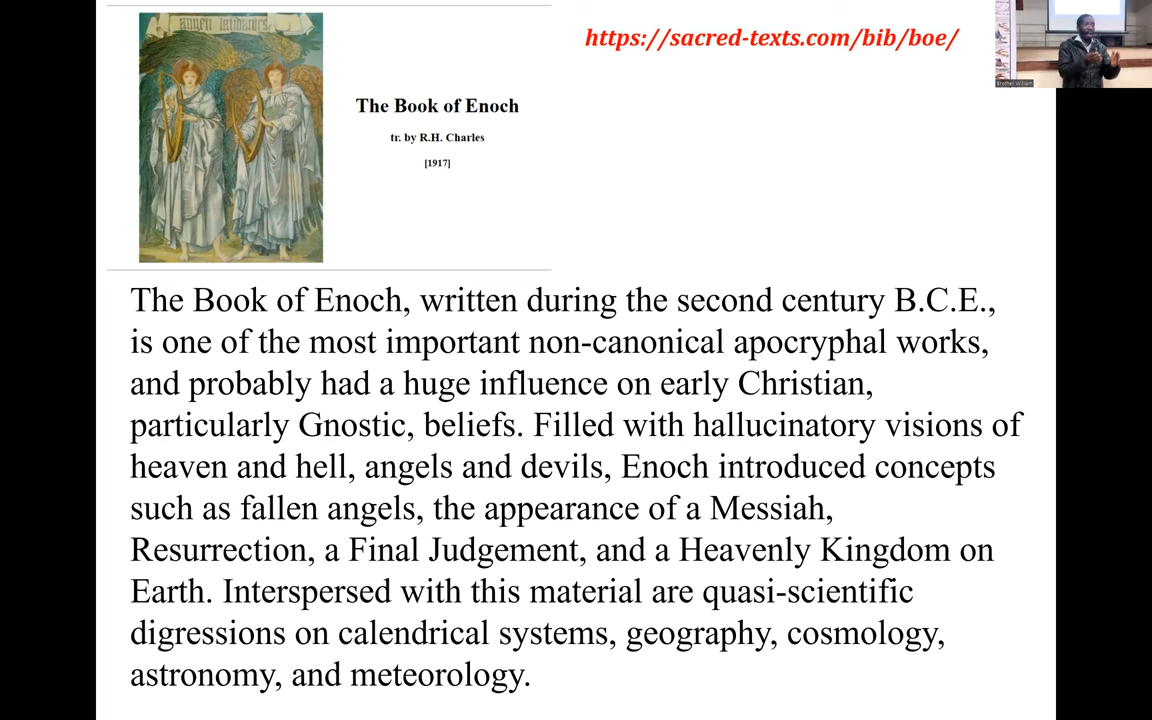 https://sacred-texts.com/bib/boe/
angeli laudantes
The Book of Enoch
tr. by R.H. Charles
[1917]
Brother William
The Book of Enoch, written during the second century B.C.E.,
is one of the most important non-canonical apocryphal works,
and probably had a huge influence on early Christian,
particularly Gnostic, beliefs. Filled with hallucinatory visions of
heaven and hell, angels and devils, Enoch introduced concepts
such as fallen angels, the appearance of a Messiah,
Resurrection, a Final Judgement, and a Heavenly Kingdom on
Earth. Interspersed with this material are quasi-scientific
digressions on calendrical systems, geography, cosmology,
astronomy, and meteorology.